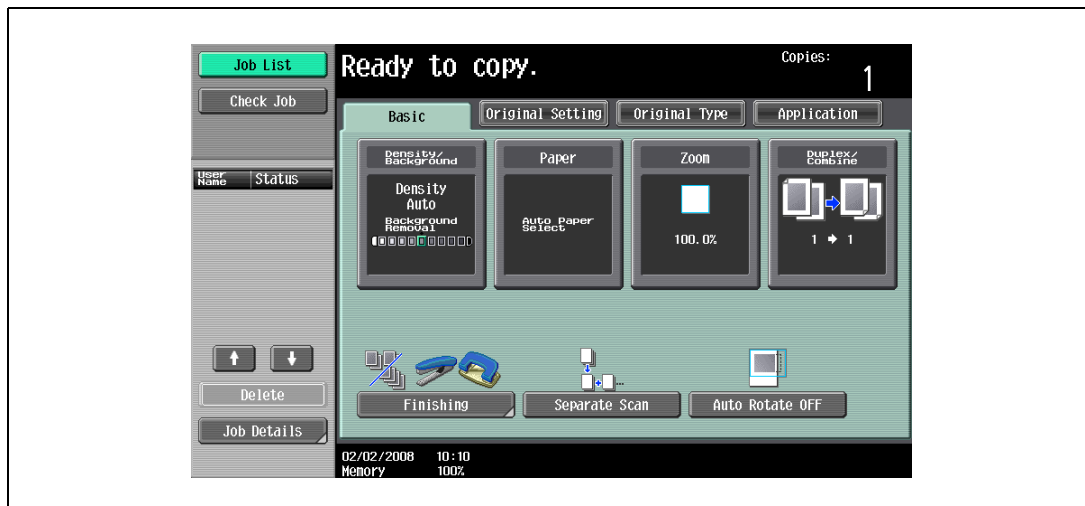 Job List
Check Job
User Name
Status
Delete
Job Details
Ready to copy.
Copies:
1
Basic
Original Setting
Original Type
Application
Density/
Background
Density
Auto
Background
Removal
Paper
Auto Paper
Select
Zoom
100.0%
Duplex/
Combine
1 → 1
Finishing
Separate Scan
Auto Rotate OFF
02/02/2008 10:10
Memory 100%